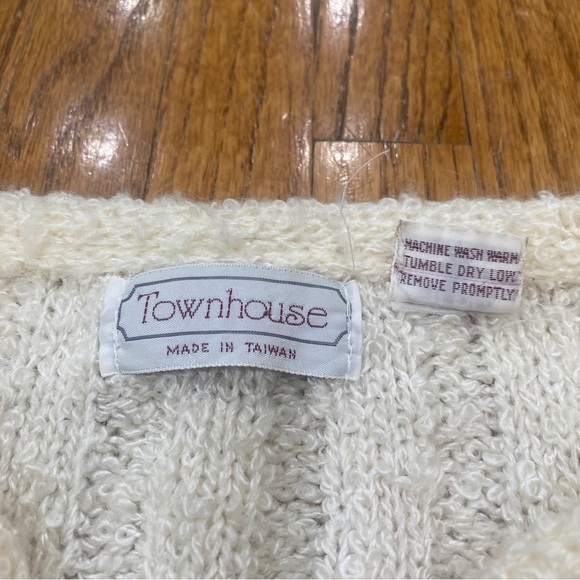 Townhouse
MADE IN TAIWAN
MACHINE WASH WARM
TUMBLE DRY LOW
REMOVE PROMPTLY